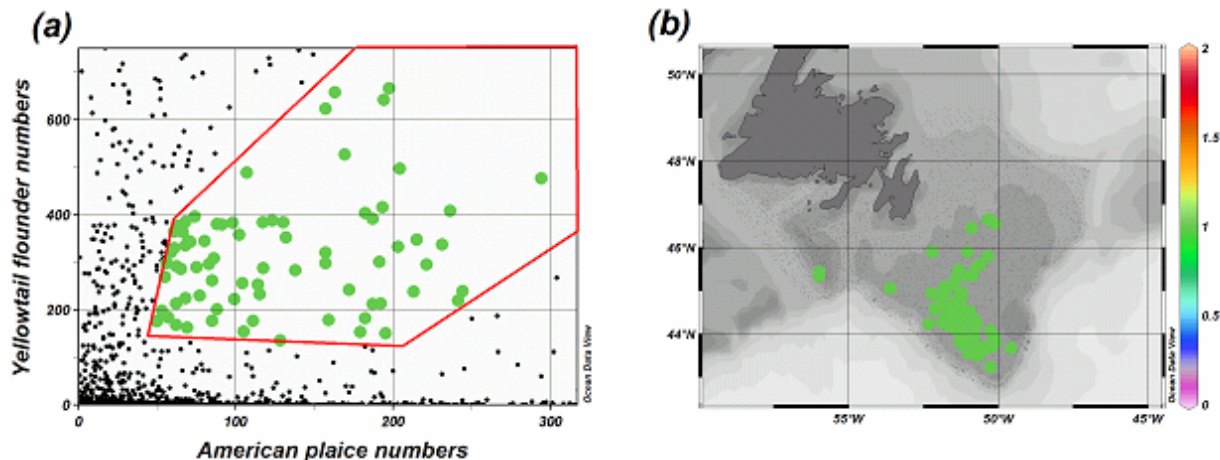 (a)
Yellowtail flounder numbers
600
400
200
0
0 100 200 300
American plaice numbers
Ocean Data View
(b)
50°W
48°W
46°W
44°W
55°W 50°W 45°W
Ocean Data View
2
1.5
1
0.5
0